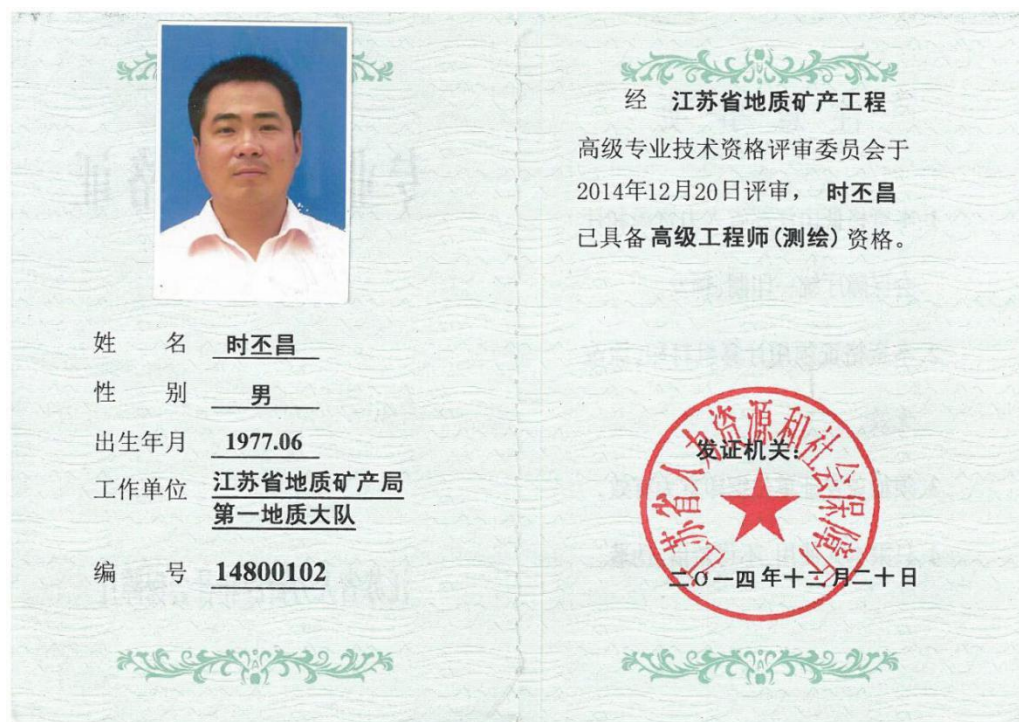 姓 名 时丕昌
性 别 男
出生年月 1977.06
工作单位 江苏省地质矿产局
第一地质大队
编 号 14800102
经 江苏省地质矿产工程
高级专业技术资格评审委员会于
2014年12月20日评审， 时丕昌
已具备高级工程师(测绘)资格。
江苏省人力资源和社会保障厅
发证机关：
二〇一四年十二月二十日